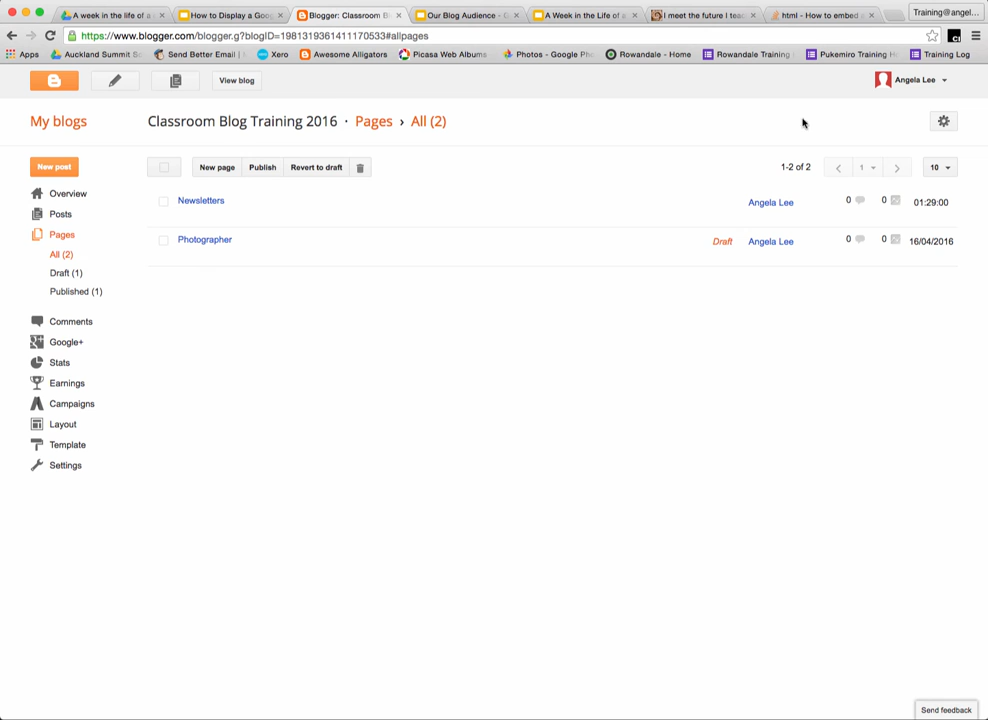 A week in the life of a
How to Display a Goo
Blogger: Classroom B
Our Blog Audience -
A Week in the Life of a
I meet the future I teac
html - How to embed a
Training@angel...
https://www.blogger.com/blogger.g?blogID=1981319361411170533#allpages
Apps
Auckland Summit Sc
Send Better Email |
Xero
Awesome Alligators
Picasa Web Albums
Photos - Google Pho
Rowandale - Home
Rowandale Training
Pukemiro Training H
Training Log
View blog
Angela Lee
My blogs
Classroom Blog Training 2016 · Pages › All (2)
New post
New page
Publish
Revert to draft
1-2 of 2
1
10
Overview
Posts
Pages
All (2)
Draft (1)
Published (1)
Comments
Google+
Stats
Earnings
Campaigns
Layout
Template
Settings
Newsletters
Angela Lee
0
0
01:29:00
Photographer
Draft
Angela Lee
0
0
16/04/2016
Send feedback